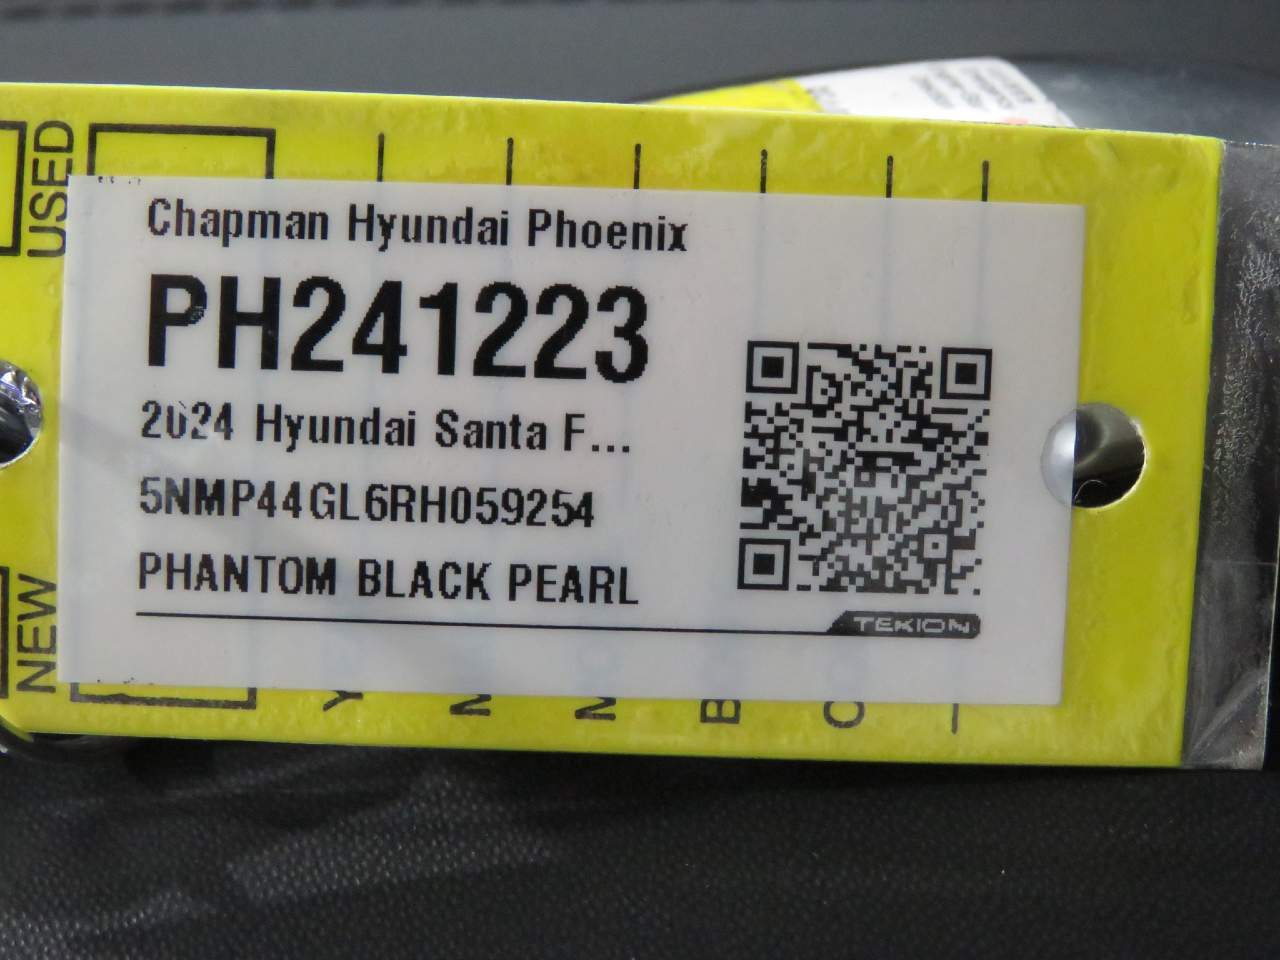 USED
Chapman Hyundai Phoenix
PH241223
2024 Hyundai Santa F...
5NMP44GL6RH059254
PHANTOM BLACK PEARL
TEKION
NEW